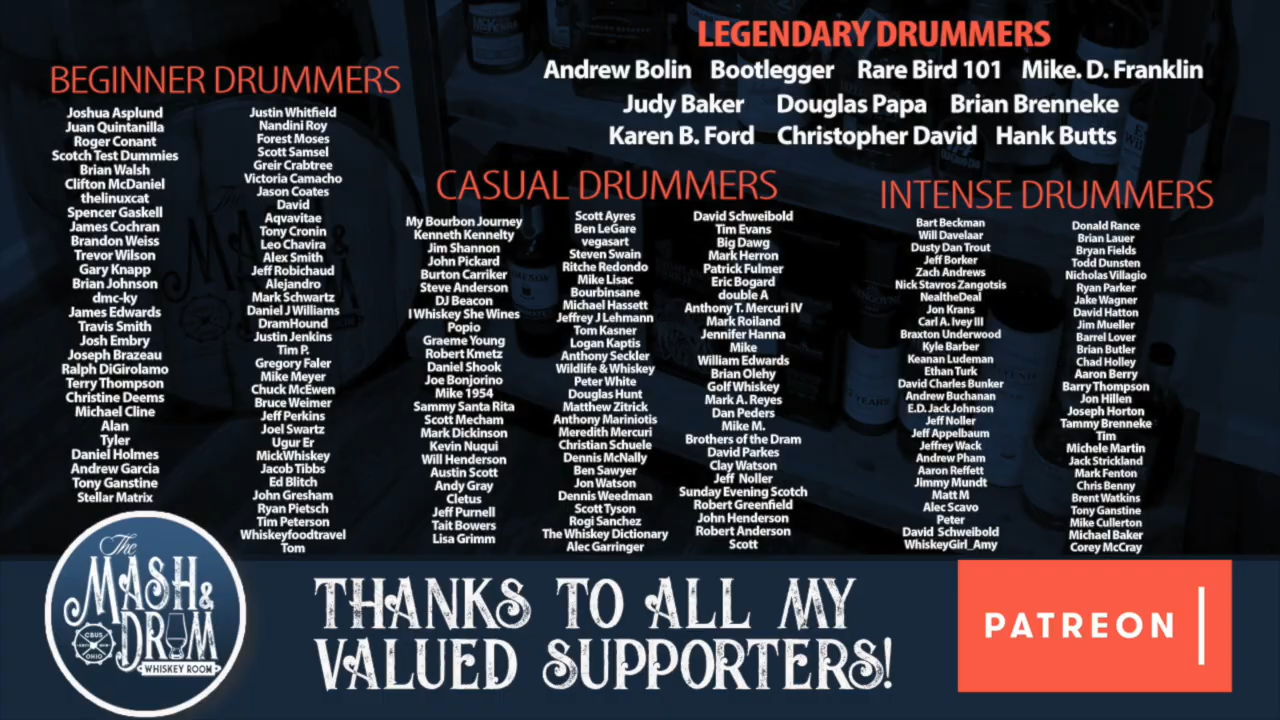 LEGENDARY DRUMMERS
Andrew Bolin Bootlegger Rare Bird 101 Mike. D. Franklin
Judy Baker Douglas Papa Brian Brenneke
Karen B. Ford Christopher David Hank Butts
BEGINNER DRUMMERS
Joshua Asplund
Juan Quintanilla
Roger Conant
Scotch Test Dummies
Brian Walsh
Clifton McDaniel
thelinuxcat
Spencer Gaskell
James Cochran
Brandon Weiss
Trevor Wilson
Gary Knapp
Brian Johnson
dmc-ky
James Edwards
Travis Smith
Josh Embry
Joseph Brazeau
Ralph DiGirolamo
Terry Thompson
Christine Deems
Michael Cline
Alan
Tyler
Daniel Holmes
Andrew Garcia
Tony Ganstine
Stellar Matrix
Justin Whitfield
Nandini Roy
Forest Moses
Scott Samsel
Greir Crabtree
Victoria Camacho
Jason Coates
David
Aqvavitae
Tony Cronin
Leo Chavira
Alex Smith
Jeff Robichaud
Alejandro
Mark Schwartz
Daniel J Williams
DramHound
Justin Jenkins
Tim P.
Gregory Faler
Mike Meyer
Chuck McEwen
Bruce Weimer
Jeff Perkins
Joel Swartz
Ugur Er
MickWhiskey
Jacob Tibbs
Ed Blitch
John Gresham
Ryan Pietsch
Tim Peterson
Whiskeyfoodtravel
Tom
CASUAL DRUMMERS
My Bourbon Journey
Kenneth Kennelty
Jim Shannon
John Pickard
Burton Carriker
Steve Anderson
DJ Beacon
I Whiskey She Wines
Popio
Graeme Young
Robert Kmetz
Daniel Shook
Joe Bonjorino
Mike 1954
Sammy Santa Rita
Scott Mecham
Mark Dickinson
Kevin Nuqui
Will Henderson
Austin Scott
Andy Gray
Cletus
Jeff Purnell
Tait Bowers
Lisa Grimm
Scott Ayres
Ben LeGare
vegasart
Steven Swain
Ritche Redondo
Mike Lisac
Bourbinsane
Michael Hassett
Jeffrey J Lehmann
Tom Kasner
Logan Kaptis
Anthony Seckler
Wildlife & Whiskey
Peter White
Douglas Hunt
Matthew Zitrick
Anthony Mariniotis
Meredith Mercuri
Christian Schuele
Dennis McNally
Ben Sawyer
Jon Watson
Dennis Weedman
Scott Tyson
Rogi Sanchez
The Whiskey Dictionary
Alec Garringer
David Schweibold
Tim Evans
Big Dawg
Mark Herron
Patrick Fulmer
Eric Bogard
double A
Anthony T. Mercuri IV
Mark Roiland
Jennifer Hanna
Mike
William Edwards
Brian Olehy
Golf Whiskey
Mark A. Reyes
Dan Peders
Mike M.
Brothers of the Dram
David Parkes
Clay Watson
Jeff Noller
Sunday Evening Scotch
Robert Greenfield
John Henderson
Robert Anderson
Scott
INTENSE DRUMMERS
Bart Beckman
Will Davelaar
Dusty Dan Trout
Jeff Borker
Zach Andrews
Nick Stavros Zangotsis
NealtheDeal
Jon Krans
Carl A. Ivey III
Braxton Underwood
Kyle Barber
Keanan Ludeman
Ethan Turk
David Charles Bunker
Andrew Buchanan
E.D. Jack Johnson
Jeff Noller
Jeff Appelbaum
Jeffrey Wack
Andrew Pham
Aaron Reffett
Jimmy Mundt
Matt M
Alec Scavo
Peter
David Schweibold
WhiskeyGirl_Amy
Donald Rance
Brian Lauer
Bryan Fields
Todd Dunsten
Nicholas Villagio
Ryan Parker
Jake Wagner
David Hatton
Jim Mueller
Barrel Lover
Brian Butler
Chad Holley
Aaron Berry
Barry Thompson
Jon Hillen
Joseph Horton
Tammy Brenneke
Tim
Michele Martin
Jack Strickland
Mark Fenton
Chris Benny
Brent Watkins
Tony Ganstine
Mike Cullerton
Michael Baker
Corey McCray
The
MASH &
DRUM
CBUS
OHIO
WHISKEY ROOM
THANKS TO ALL MY
VALUED SUPPORTERS!
PATREON